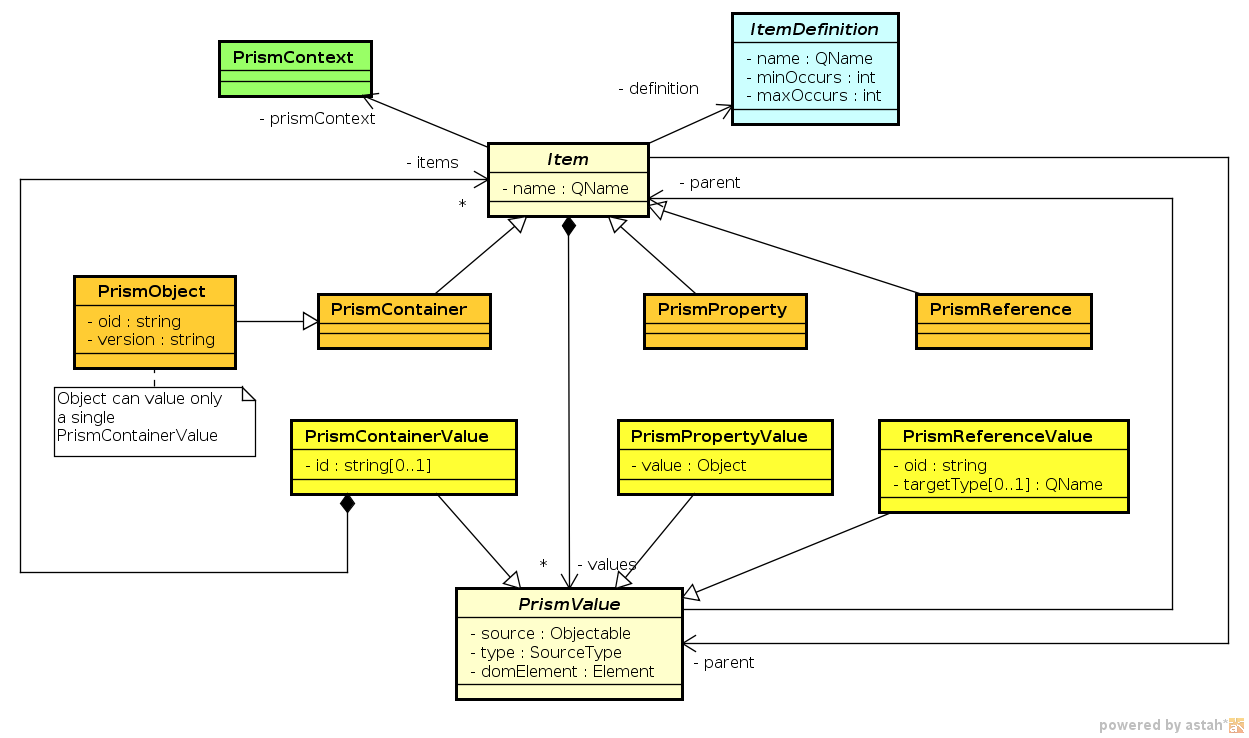 ItemDefinition
- name : QName
- minOccurs : int
- maxOccurs : int
PrismContext
- definition
- prismContext
Item
- name : QName
- items
*
- parent
PrismObject
- oid : string
- version : string
PrismContainer
PrismProperty
PrismReference
Object can value only
a single
PrismContainerValue
PrismContainerValue
- id : string[0..1]
PrismPropertyValue
- value : Object
PrismReferenceValue
- oid : string
- targetType[0..1] : QName
*
- values
PrismValue
- source : Objectable
- type : SourceType
- domElement : Element
- parent
powered by astah*